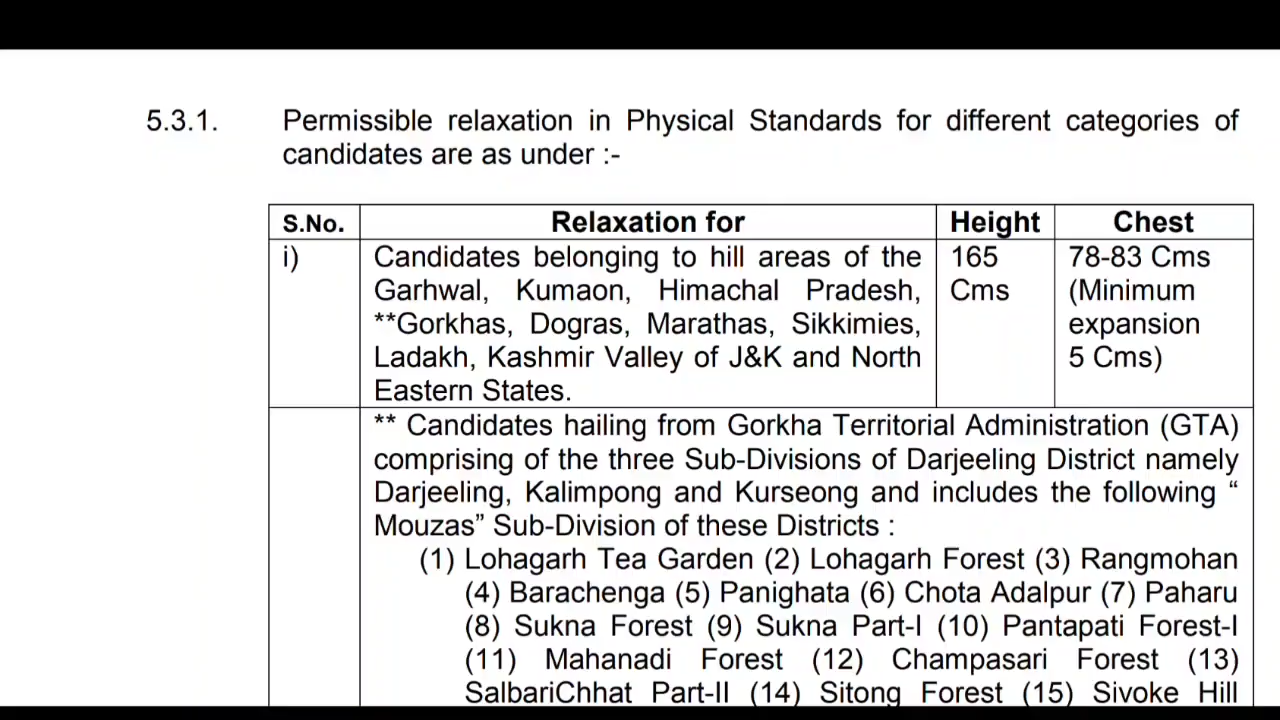 5.3.1. Permissible relaxation in Physical Standards for different categories of
candidates are as under :-
S.No. Relaxation for Height Chest
i) Candidates belonging to hill areas of the 165 78-83 Cms
Garhwal, Kumaon, Himachal Pradesh, Cms (Minimum
**Gorkhas, Dogras, Marathas, Sikkimies, expansion
Ladakh, Kashmir Valley of J&K and North 5 Cms)
Eastern States.
** Candidates hailing from Gorkha Territorial Administration (GTA)
comprising of the three Sub-Divisions of Darjeeling District namely
Darjeeling, Kalimpong and Kurseong and includes the following “
Mouzas” Sub-Division of these Districts :
(1) Lohagarh Tea Garden (2) Lohagarh Forest (3) Rangmohan
(4) Barachenga (5) Panighata (6) Chota Adalpur (7) Paharu
(8) Sukna Forest (9) Sukna Part-I (10) Pantapati Forest-I
(11) Mahanadi Forest (12) Champasari Forest (13)
SalbariChhat Part-II (14) Sitong Forest (15) Sivoke Hill